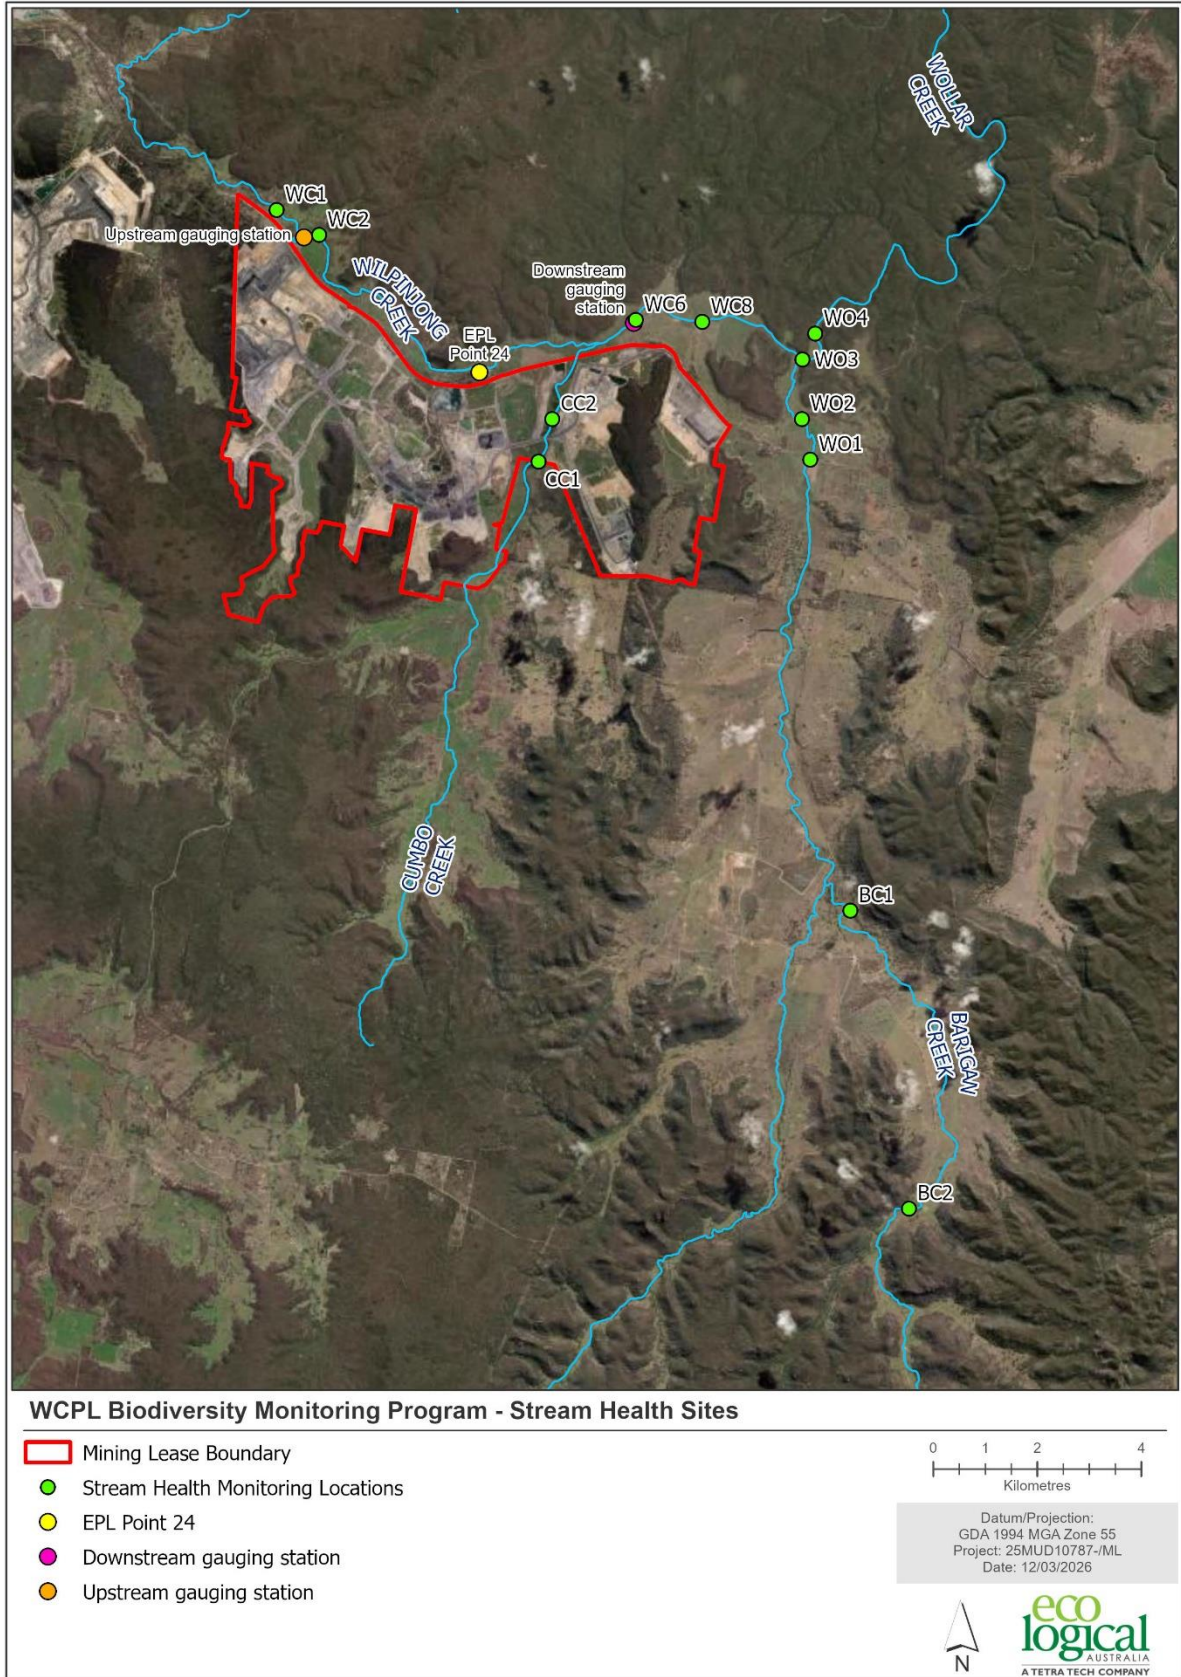 WOLLAR
CREEK
WC1
WC2
Upstream gauging station
WILPINJONG
CREEK
Downstream
gauging
station
WC6
WC8
WO4
EPL
Point 24
WO3
CC2
WO2
WO1
CC1
CUMBO
CREEK
BC1
BARIGAN
CREEK
BC2
WCPL Biodiversity Monitoring Program - Stream Health Sites
Mining Lease Boundary
Stream Health Monitoring Locations
EPL Point 24
Downstream gauging station
Upstream gauging station
0 1 2 4
Kilometres
Datum/Projection:
GDA 1994 MGA Zone 55
Project: 25MUD10787-/ML
Date: 12/03/2026
N
eco
logical
AUSTRALIA
A TETRA TECH COMPANY